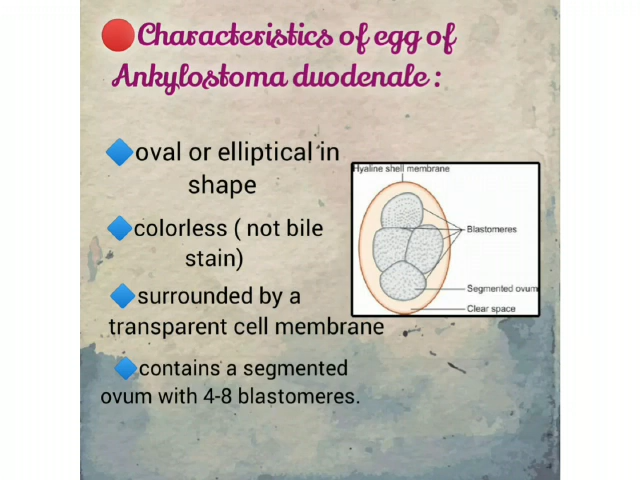 Characteristics of egg of
Ankylostoma duodenale :
oval or elliptical in
shape
colorless ( not bile
stain)
surrounded by a
transparent cell membrane
contains a segmented
ovum with 4-8 blastomeres.
Hyaline shell membrane
Blastomeres
Segmented ovum
Clear space